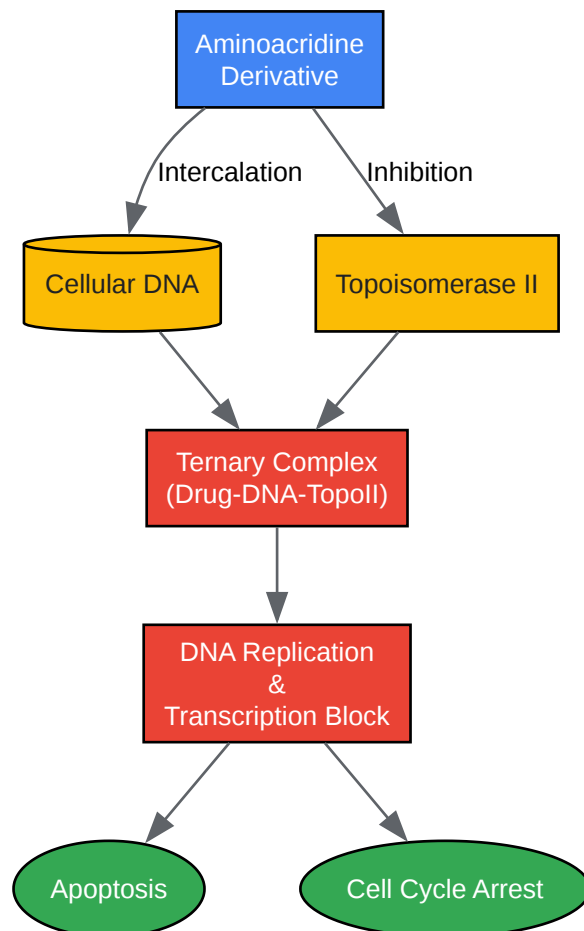 Aminoacridine
Derivative
Intercalation
Inhibition
Cellular DNA
Topoisomerase II
Ternary Complex
(Drug-DNA-TopoII)
DNA Replication
&
Transcription Block
Apoptosis
Cell Cycle Arrest